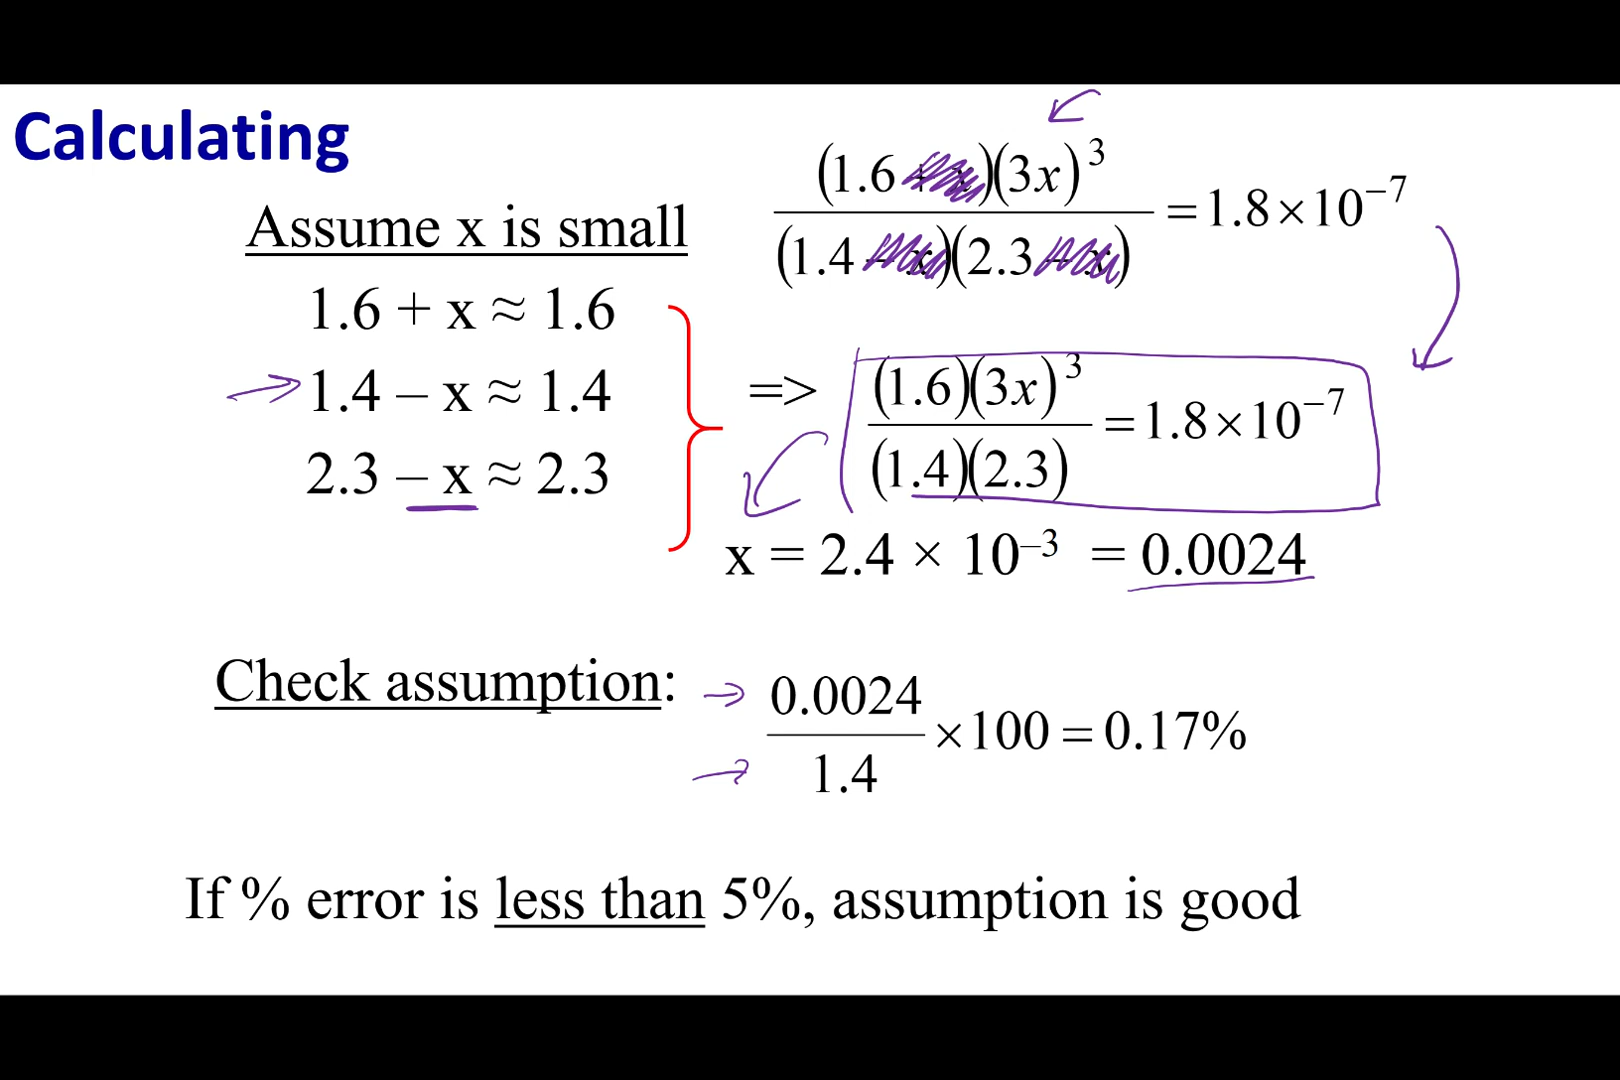 Calculating
Assume x is small
1.6 + x ≈ 1.6
1.4 – x ≈ 1.4
2.3 – x ≈ 2.3
(1.6 + x)(3x)³ / (1.4 – x)(2.3 – x) = 1.8×10⁻⁷
=> (1.6)(3x)³ / (1.4)(2.3) = 1.8×10⁻⁷
x = 2.4 × 10⁻³ = 0.0024
Check assumption:
0.0024 / 1.4 ×100 = 0.17%
If % error is less than 5%, assumption is good